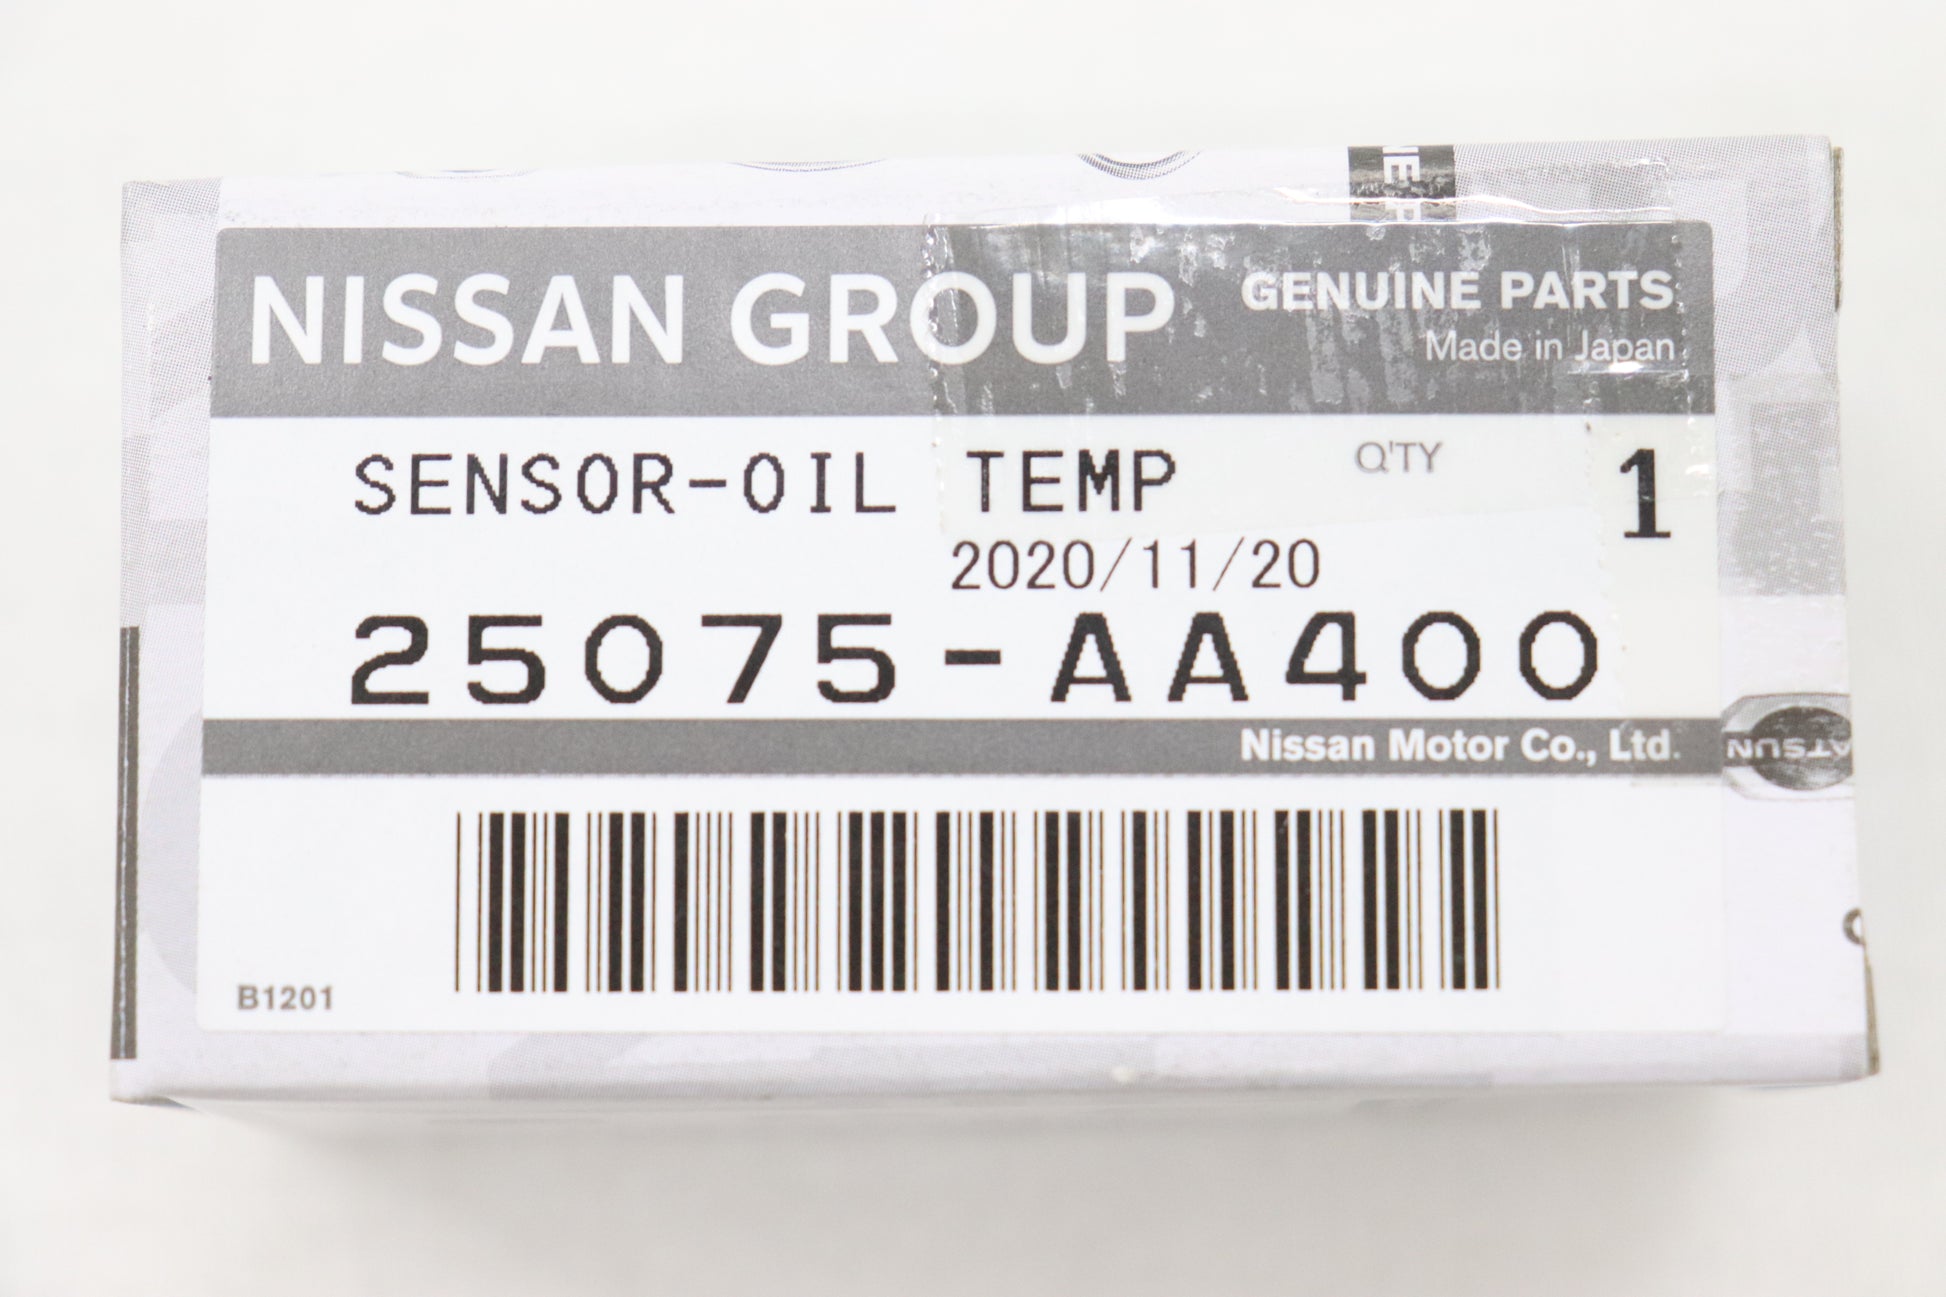 NISSAN GROUP
GENUINE PARTS
Made in Japan
SENSOR-OIL TEMP
Q'TY
1
2020/11/20
25075-AA400
Nissan Motor Co., Ltd.
B1201